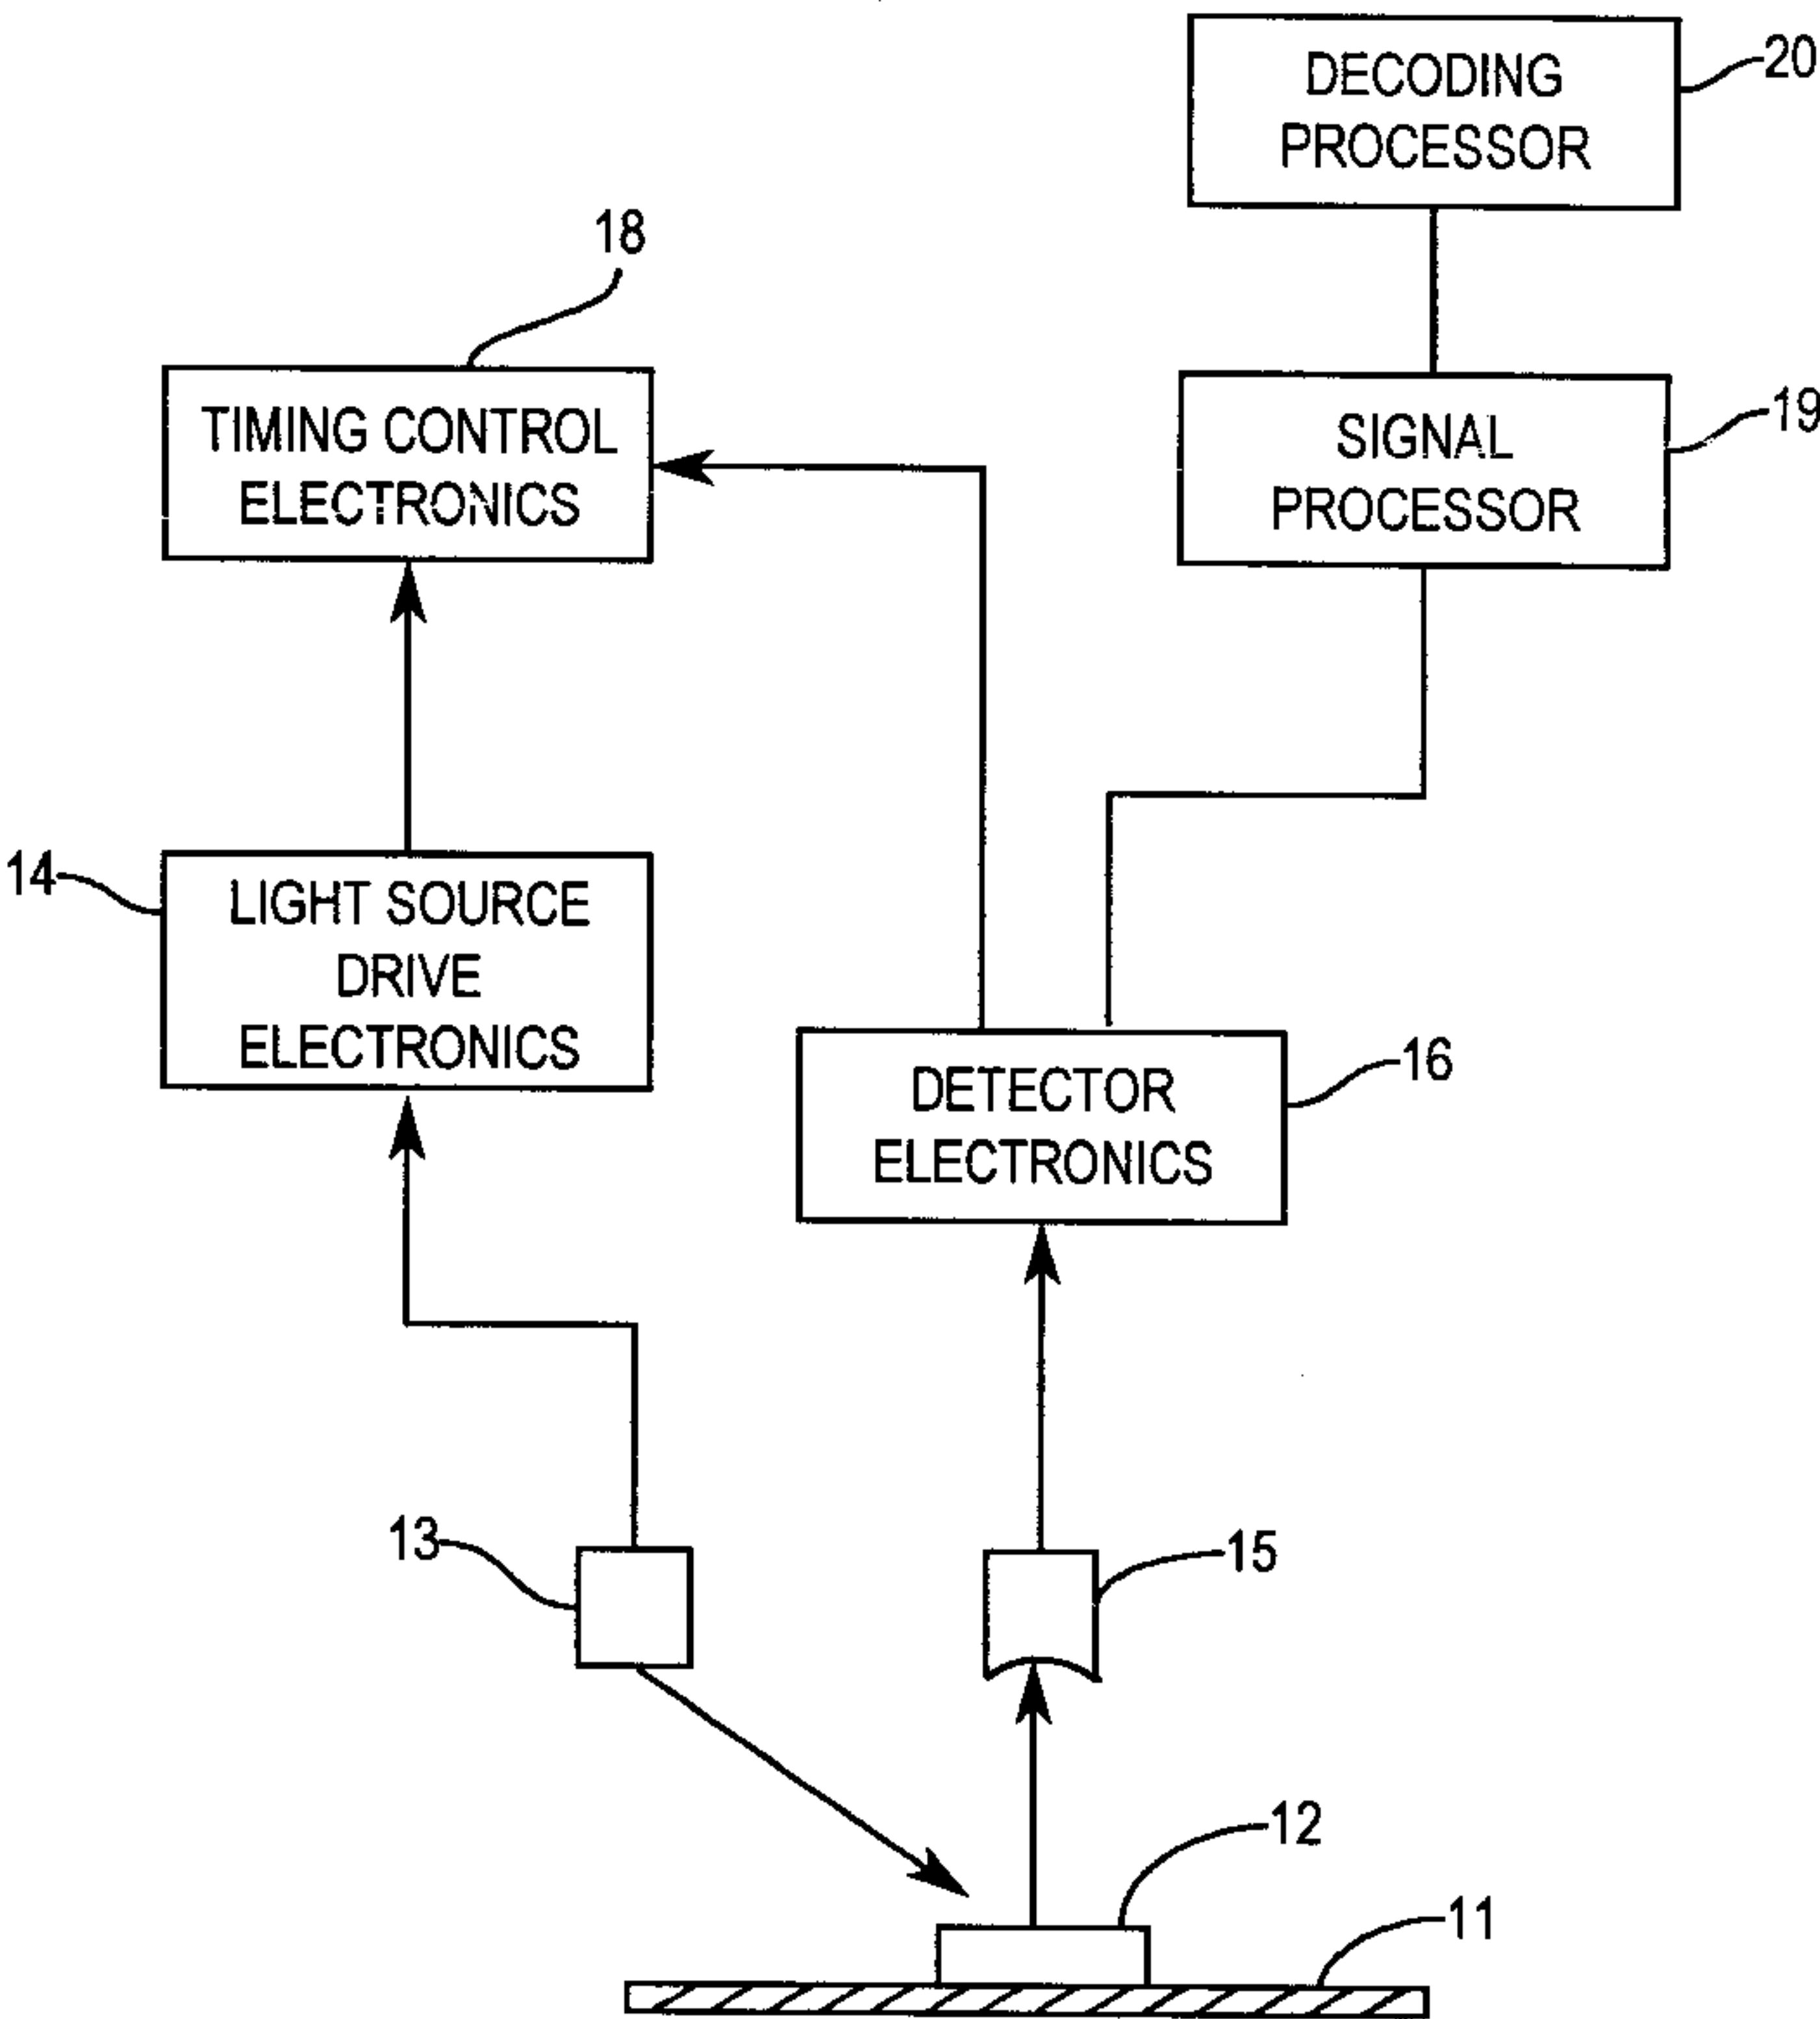 DECODING
PROCESSOR
20
18
TIMING CONTROL
ELECTRONICS
SIGNAL
PROCESSOR
19
14
LIGHT SOURCE
DRIVE
ELECTRONICS
DETECTOR
ELECTRONICS
16
13
15
12
11